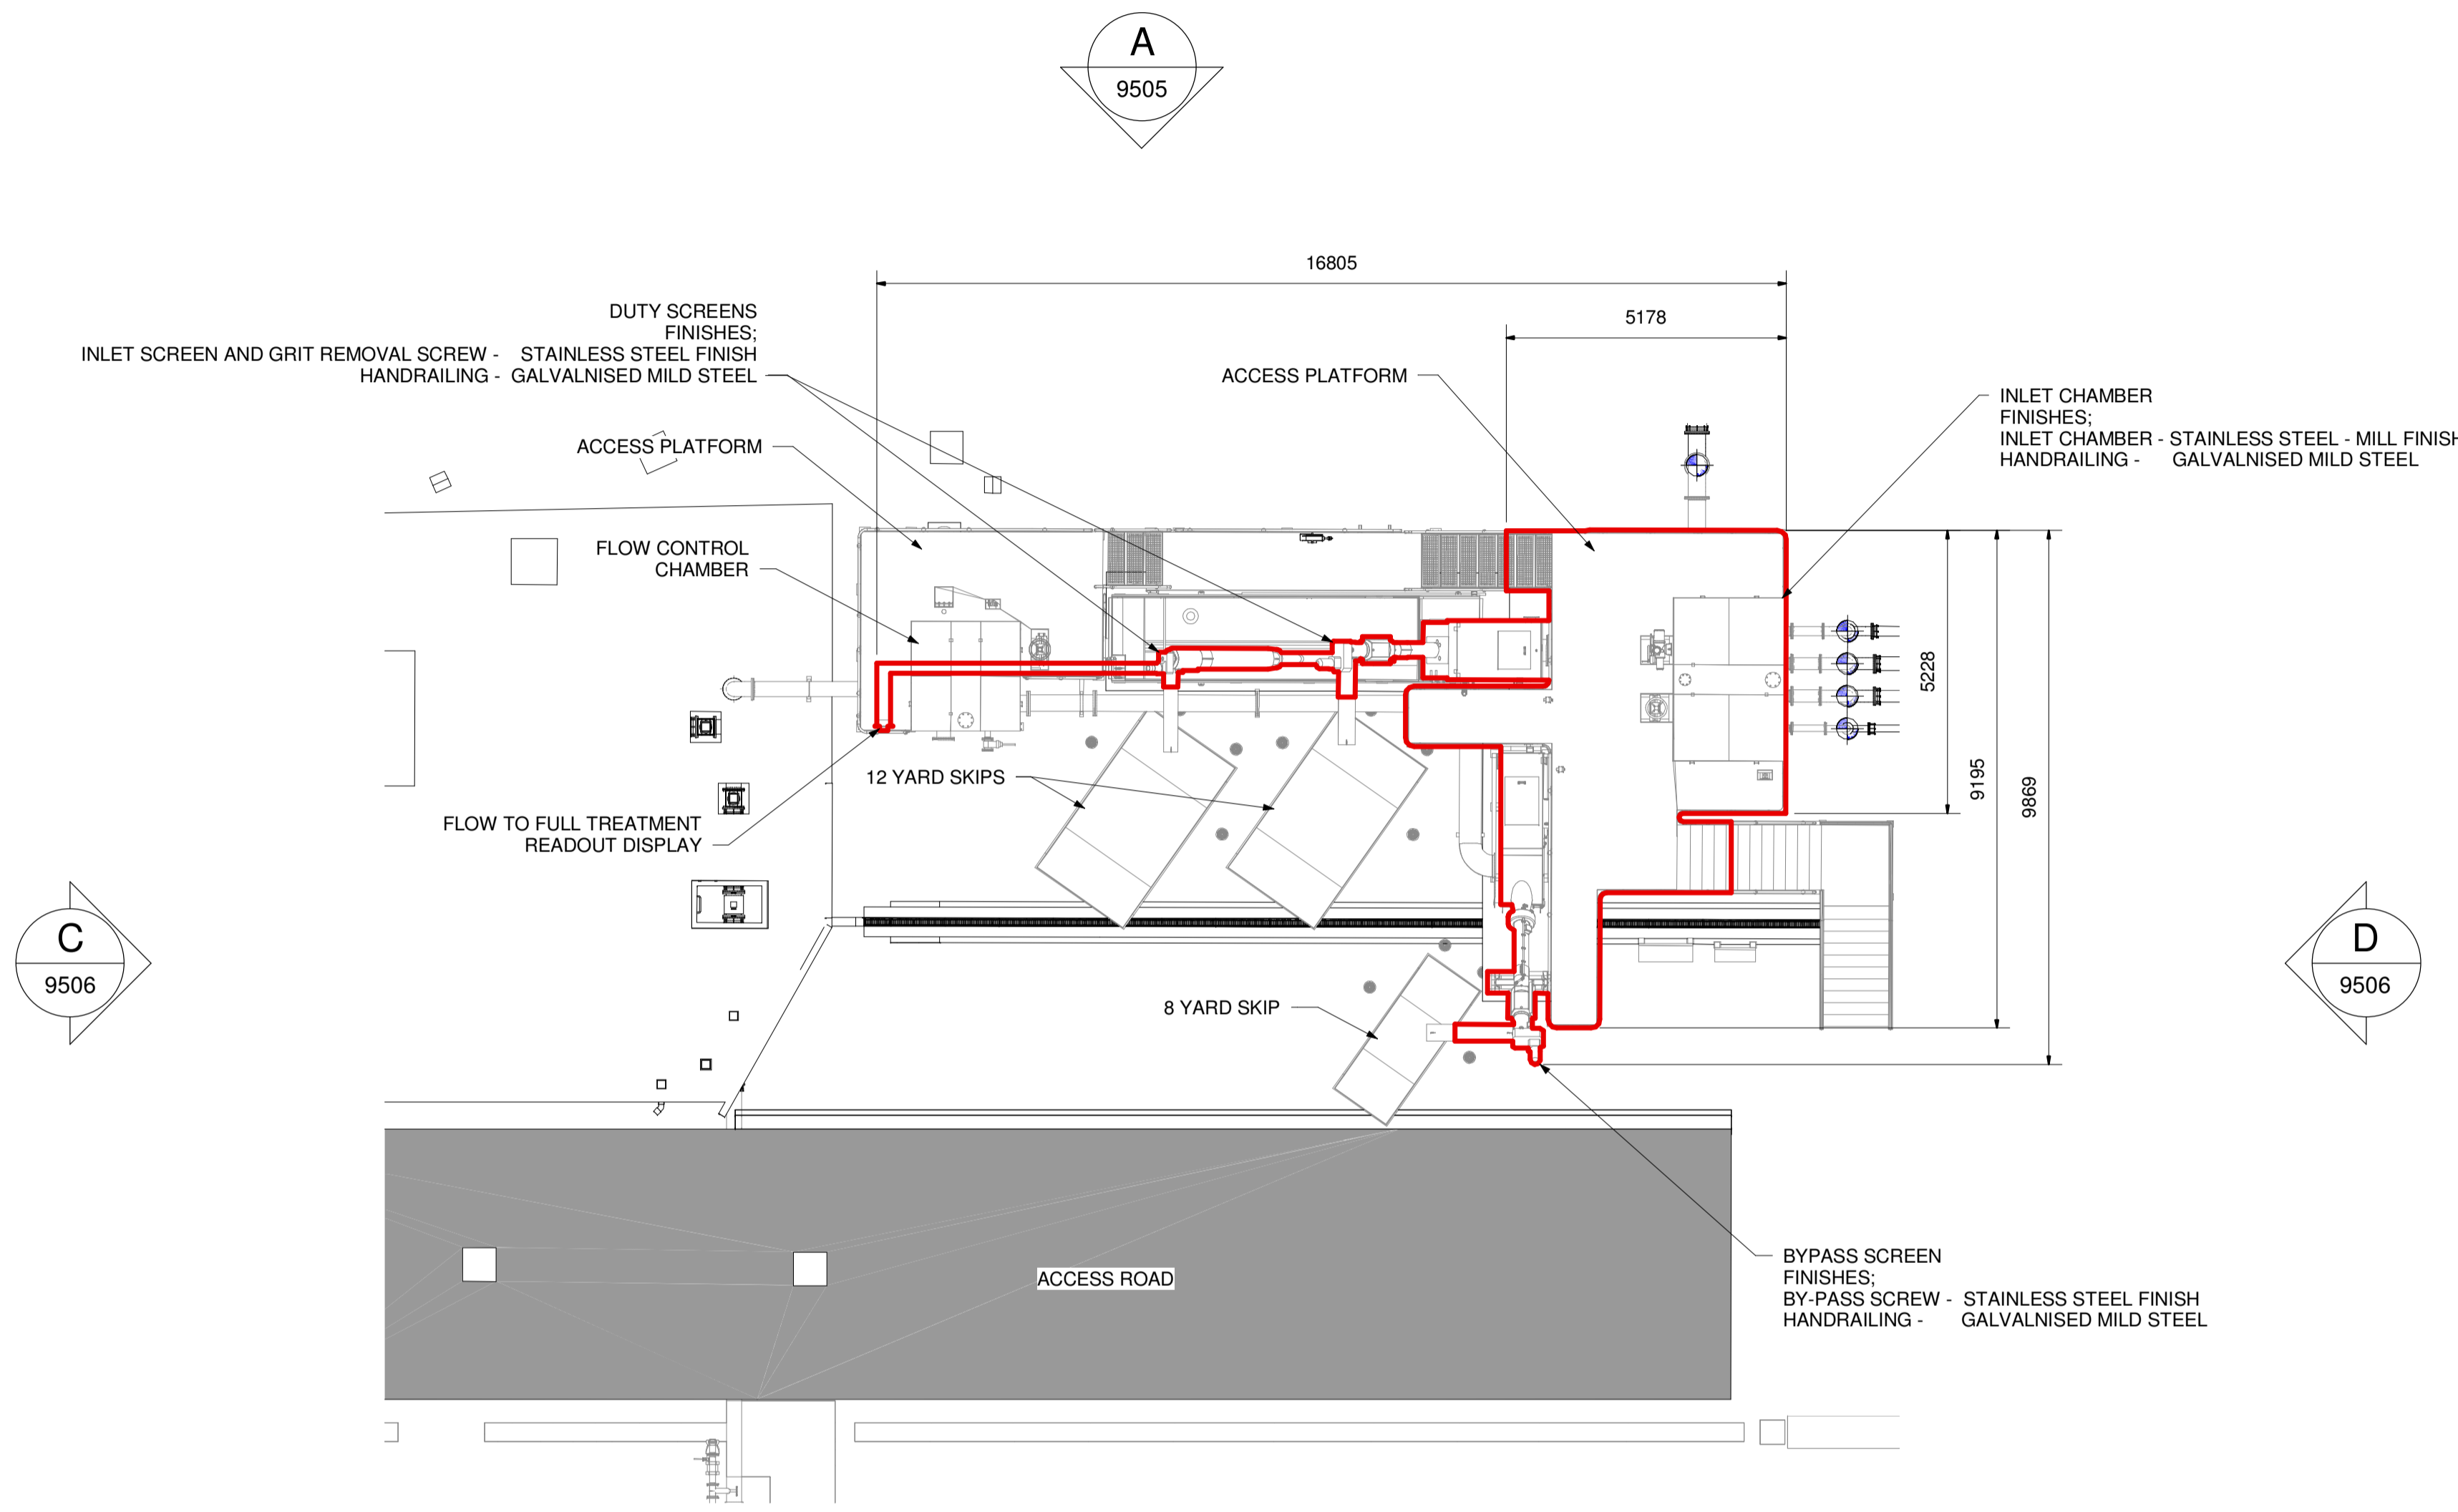 A
9505
16805
5178
DUTY SCREENS
FINISHES;
INLET SCREEN AND GRIT REMOVAL SCREW - STAINLESS STEEL FINISH
HANDRAILING - GALVALNISED MILD STEEL
ACCESS PLATFORM
INLET CHAMBER
FINISHES;
INLET CHAMBER - STAINLESS STEEL - MILL FINISH
HANDRAILING - GALVALNISED MILD STEEL
ACCESS PLATFORM
FLOW CONTROL
CHAMBER
5228
9195
9869
12 YARD SKIPS
FLOW TO FULL TREATMENT
READOUT DISPLAY
C
9506
D
9506
8 YARD SKIP
BYPASS SCREEN
FINISHES;
BY-PASS SCREW - STAINLESS STEEL FINISH
HANDRAILING - GALVALNISED MILD STEEL
ACCESS ROAD